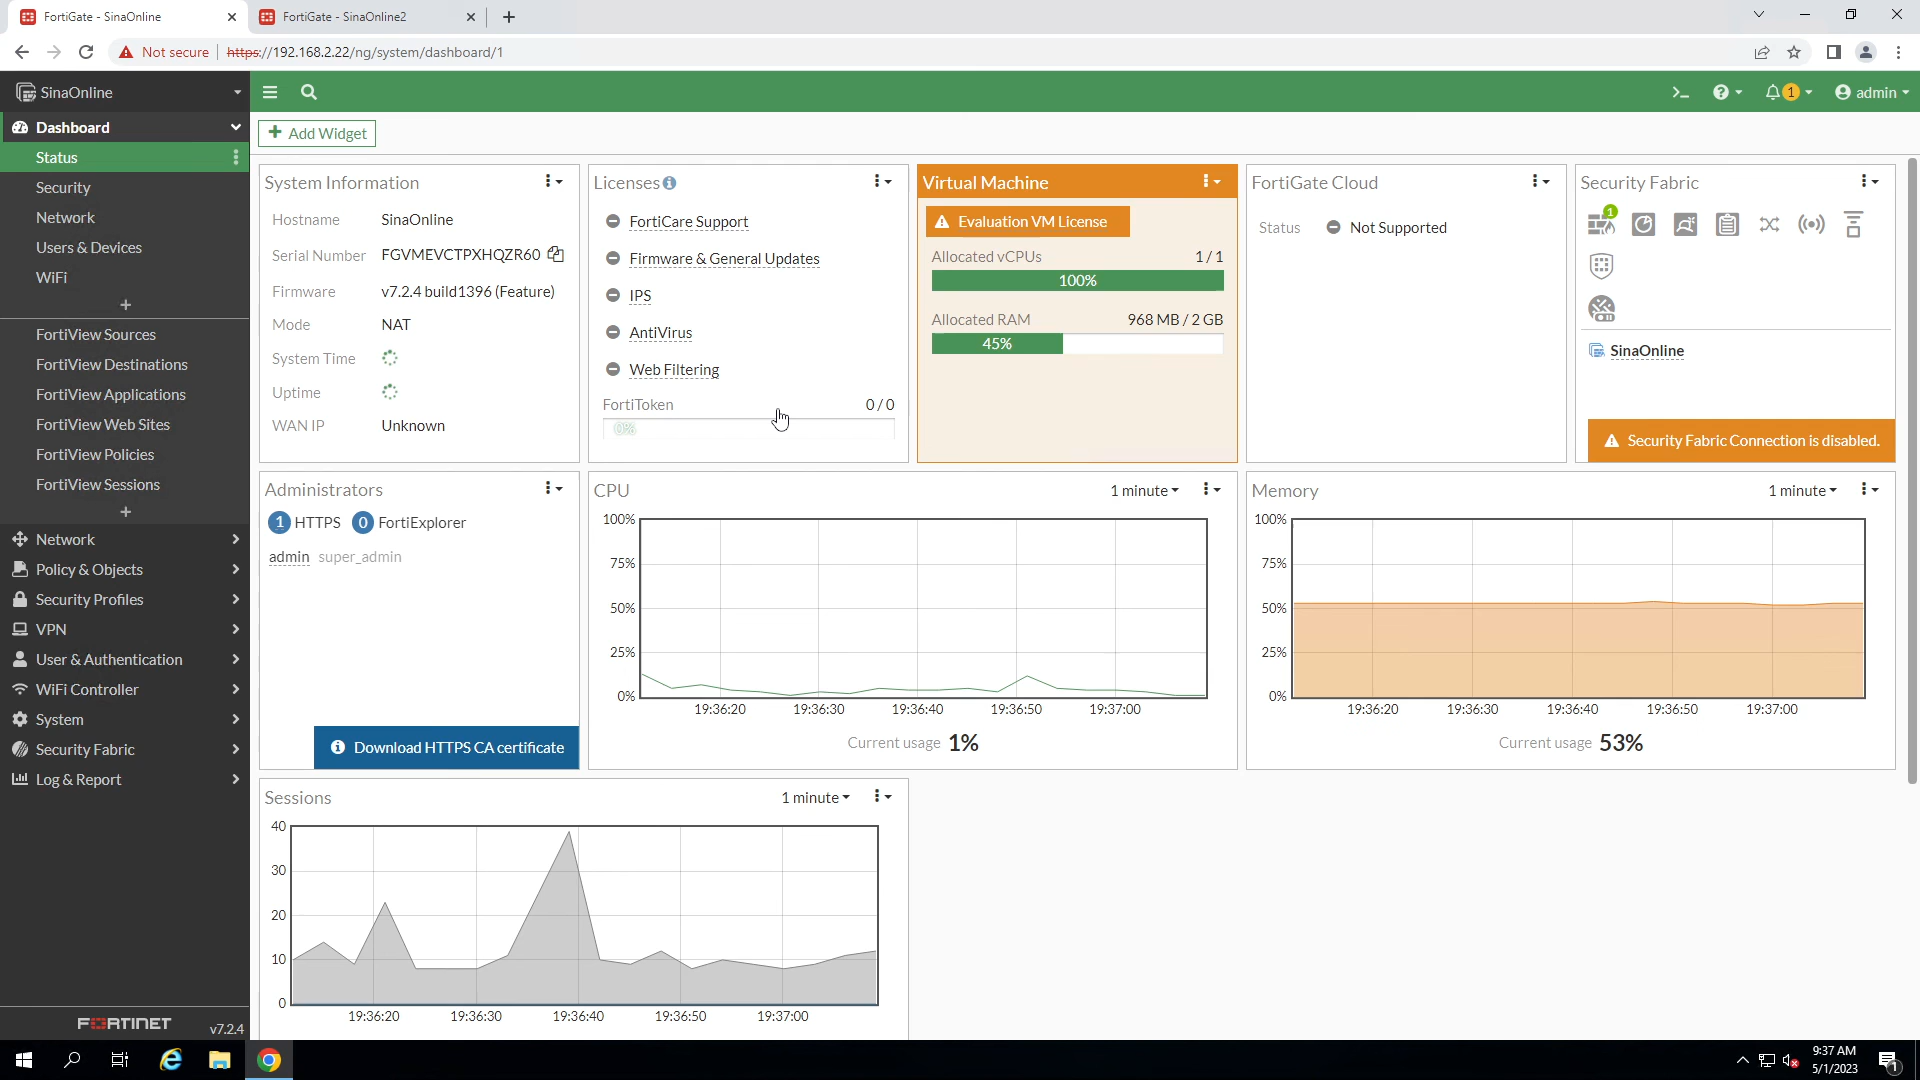 FortiGate - SinaOnline
FortiGate - SinaOnline2
Not secure https://192.168.2.22/ng/system/dashboard/1
SinaOnline
admin
1
Dashboard
Status
Security
Network
Users & Devices
WiFi
FortiView Sources
FortiView Destinations
FortiView Applications
FortiView Web Sites
FortiView Policies
FortiView Sessions
Network
Policy & Objects
Security Profiles
VPN
User & Authentication
WiFi Controller
System
Security Fabric
Log & Report
FORTINET v7.2.4
+ Add Widget
System Information
Hostname SinaOnline
Serial Number FGVMEVCTPXHQZR60
Firmware v7.2.4 build1396 (Feature)
Mode NAT
System Time
Uptime
WAN IP Unknown
Licenses
FortiCare Support
Firmware & General Updates
IPS
AntiVirus
Web Filtering
FortiToken 0 / 0
0%
Virtual Machine
Evaluation VM License
Allocated vCPUs 1 / 1
100%
Allocated RAM 968 MB / 2 GB
45%
FortiGate Cloud
Status Not Supported
Security Fabric
1
SinaOnline
Security Fabric Connection is disabled.
Administrators
1 HTTPS 0 FortiExplorer
admin super_admin
Download HTTPS CA certificate
CPU 1 minute
100%
75%
50%
25%
0%
19:36:20 19:36:30 19:36:40 19:36:50 19:37:00
Current usage 1%
Memory 1 minute
100%
75%
50%
25%
0%
19:36:20 19:36:30 19:36:40 19:36:50 19:37:00
Current usage 53%
Sessions 1 minute
40
30
20
10
0
19:36:20 19:36:30 19:36:40 19:36:50 19:37:00
9:37 AM
5/1/2023
1